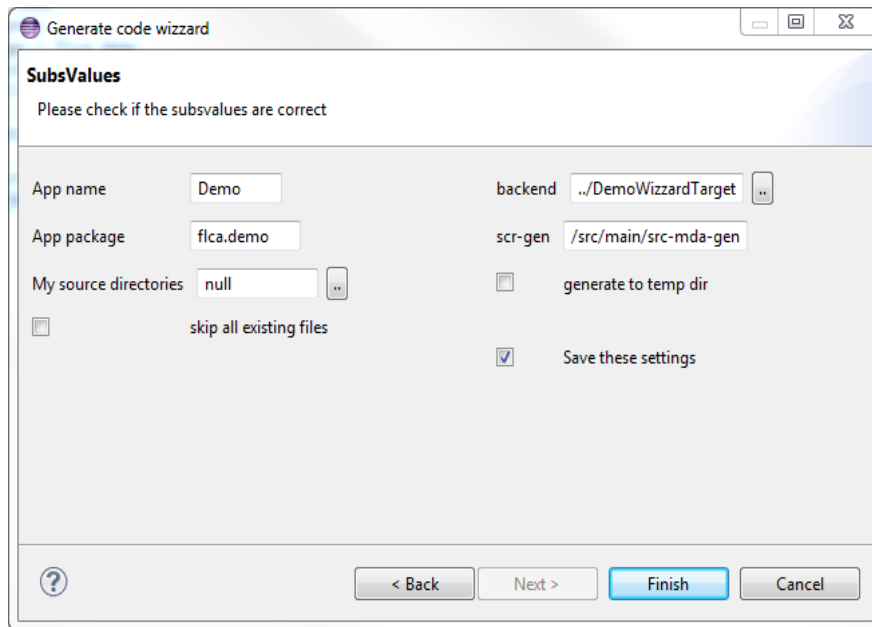 Generate code wizzard
SubsValues
Please check if the subsvalues are correct
App name Demo backend ../DemoWizzardTarget ..
App package flca.demo scr-gen /src/main/src-mda-gen
My source directories null .. generate to temp dir
skip all existing files
Save these settings
? < Back Next > Finish Cancel